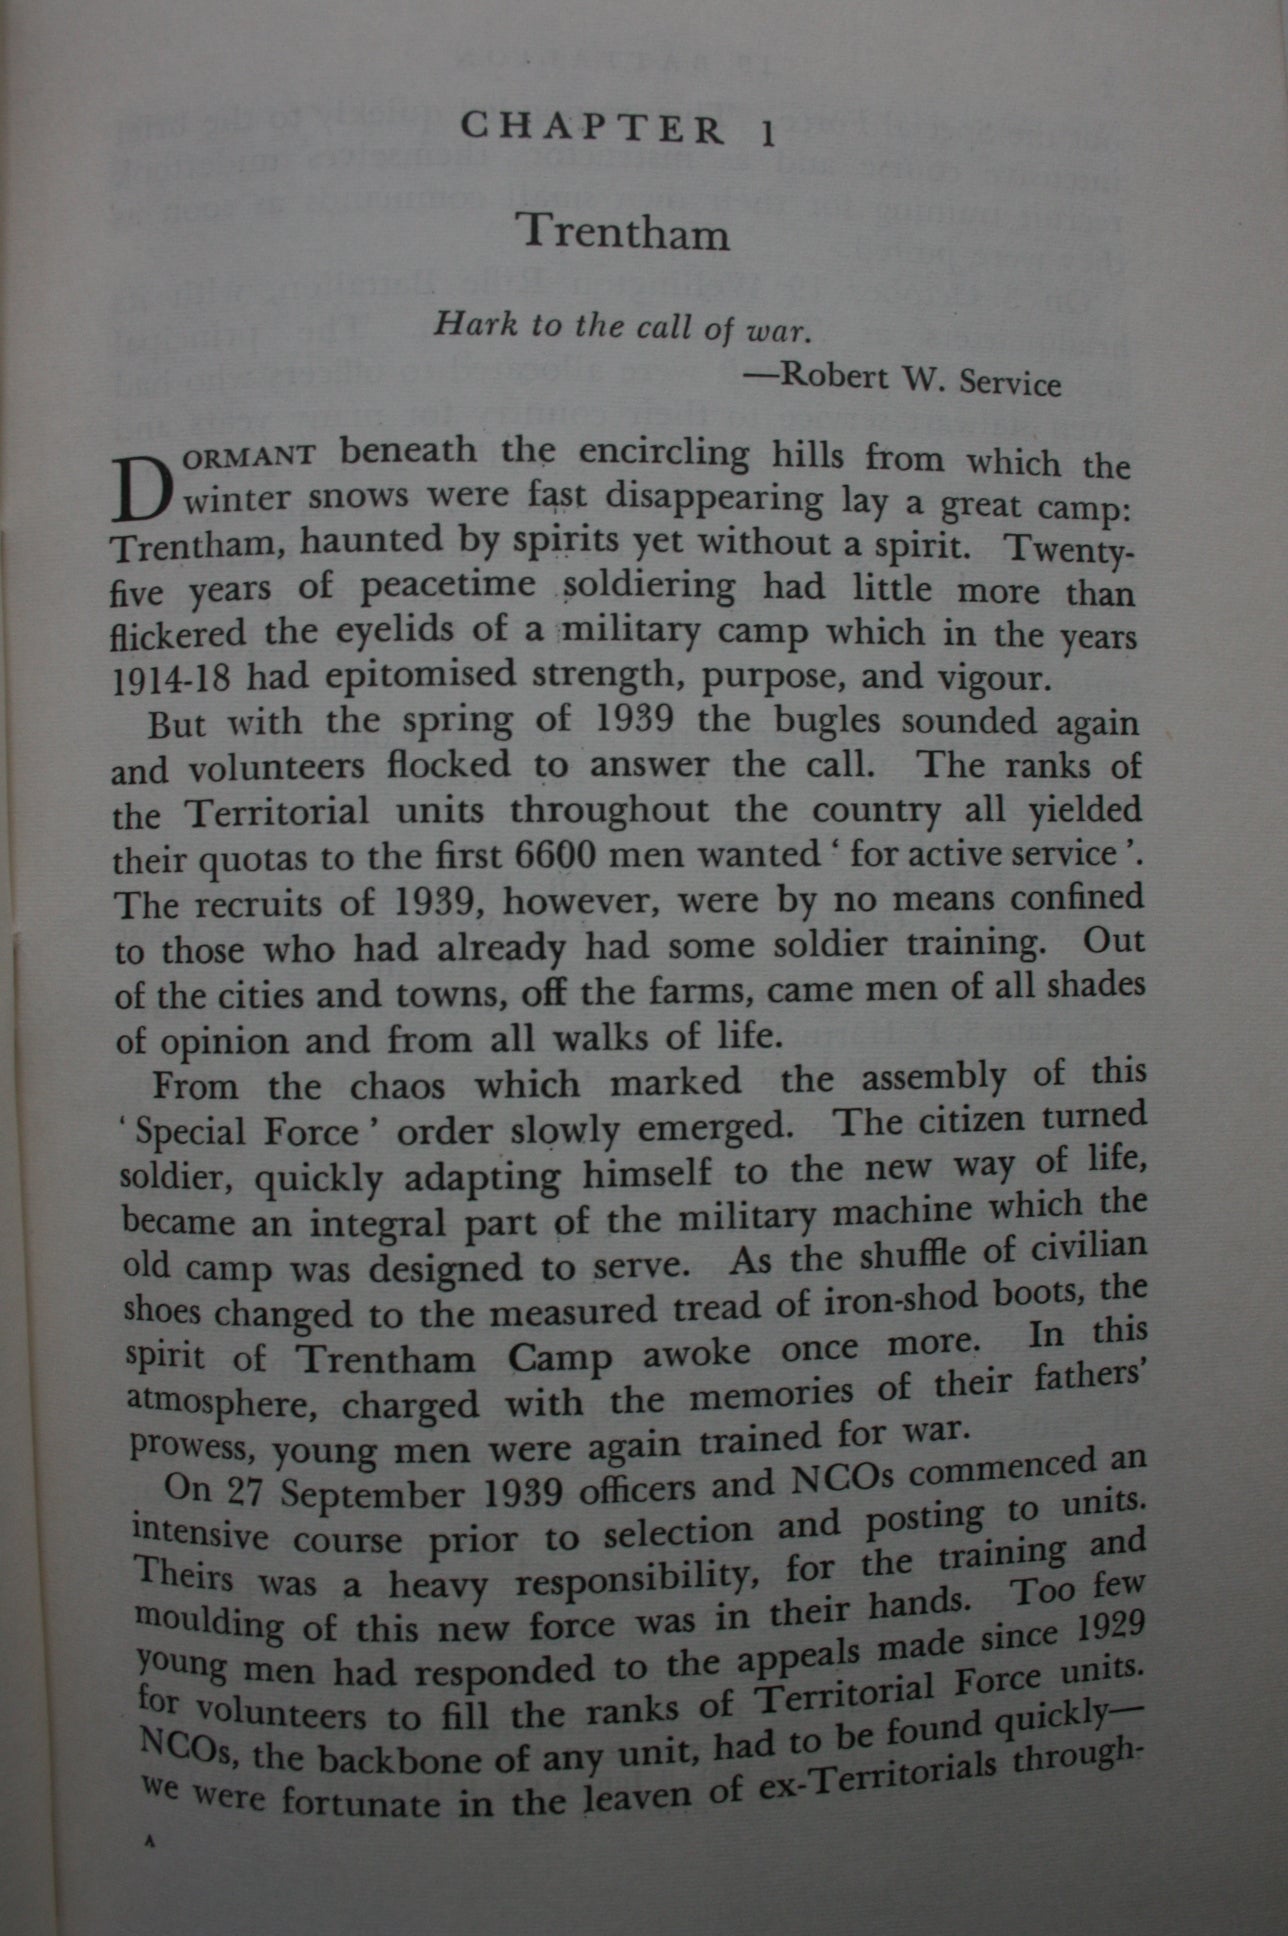 CHAPTER 1
Trentham
Hark to the call of war.
—Robert W. Service
DORMANT beneath the encircling hills from which the
winter snows were fast disappearing lay a great camp:
Trentham, haunted by spirits yet without a spirit. Twenty-
five years of peacetime soldiering had little more than
flickered the eyelids of a military camp which in the years
1914-18 had epitomised strength, purpose, and vigour.
But with the spring of 1939 the bugles sounded again
and volunteers flocked to answer the call. The ranks of
the Territorial units throughout the country all yielded
their quotas to the first 6600 men wanted ‘ for active service ’.
The recruits of 1939, however, were by no means confined
to those who had already had some soldier training. Out
of the cities and towns, off the farms, came men of all shades
of opinion and from all walks of life.
From the chaos which marked the assembly of this
‘ Special Force ’ order slowly emerged. The citizen turned
soldier, quickly adapting himself to the new way of life,
became an integral part of the military machine which the
old camp was designed to serve. As the shuffle of civilian
shoes changed to the measured tread of iron-shod boots, the
spirit of Trentham Camp awoke once more. In this
atmosphere, charged with the memories of their fathers’
prowess, young men were again trained for war.
On 27 September 1939 officers and NCOs commenced an
intensive course prior to selection and posting to units.
Theirs was a heavy responsibility, for the training and
moulding of this new force was in their hands. Too few
young men had responded to the appeals made since 1929
for volunteers to fill the ranks of Territorial Force units.
NCOs, the backbone of any unit, had to be found quickly—
we were fortunate in the leaven of ex-Territorials through-
A